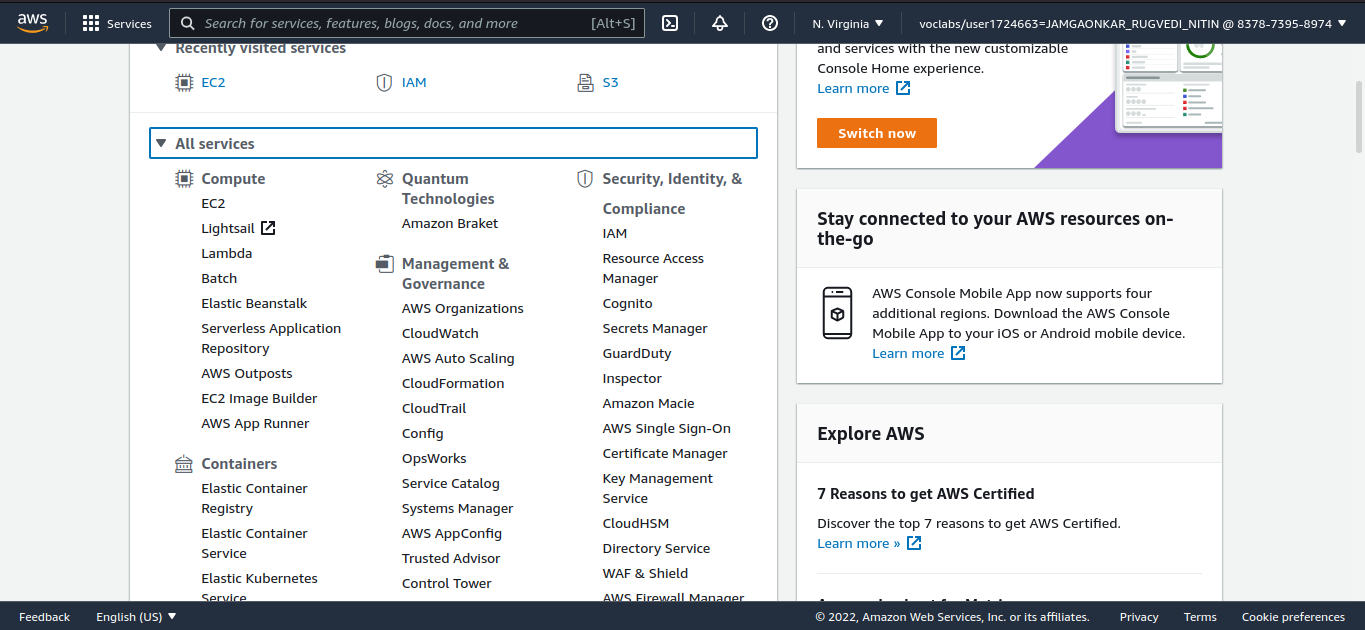 aws
Services
Search for services, features, blogs, docs, and more
[Alt+S]
N. Virginia
voclabs/user1724663=JAMGAONKAR_RUGVEDI_NITIN @ 8378-7395-8974
Recently visited services
EC2
IAM
S3
All services
Compute
EC2
Lightsail
Lambda
Batch
Elastic Beanstalk
Serverless Application
Repository
AWS Outposts
EC2 Image Builder
AWS App Runner
Containers
Elastic Container
Registry
Elastic Container
Service
Elastic Kubernetes
Service
Quantum
Technologies
Amazon Braket
Management &
Governance
AWS Organizations
CloudWatch
AWS Auto Scaling
CloudFormation
CloudTrail
Config
OpsWorks
Service Catalog
Systems Manager
AWS AppConfig
Trusted Advisor
Control Tower
Security, Identity, &
Compliance
IAM
Resource Access
Manager
Cognito
Secrets Manager
GuardDuty
Inspector
Amazon Macie
AWS Single Sign-On
Certificate Manager
Key Management
Service
CloudHSM
Directory Service
WAF & Shield
AWS Firewall Manager
and services with the new customizable
Console Home experience.
Learn more
Switch now
Stay connected to your AWS resources on-
the-go
AWS Console Mobile App now supports four
additional regions. Download the AWS Console
Mobile App to your iOS or Android mobile device.
Learn more
Explore AWS
7 Reasons to get AWS Certified
Discover the top 7 reasons to get AWS Certified.
Learn more »
Feedback
English (US)
© 2022, Amazon Web Services, Inc. or its affiliates.
Privacy
Terms
Cookie preferences